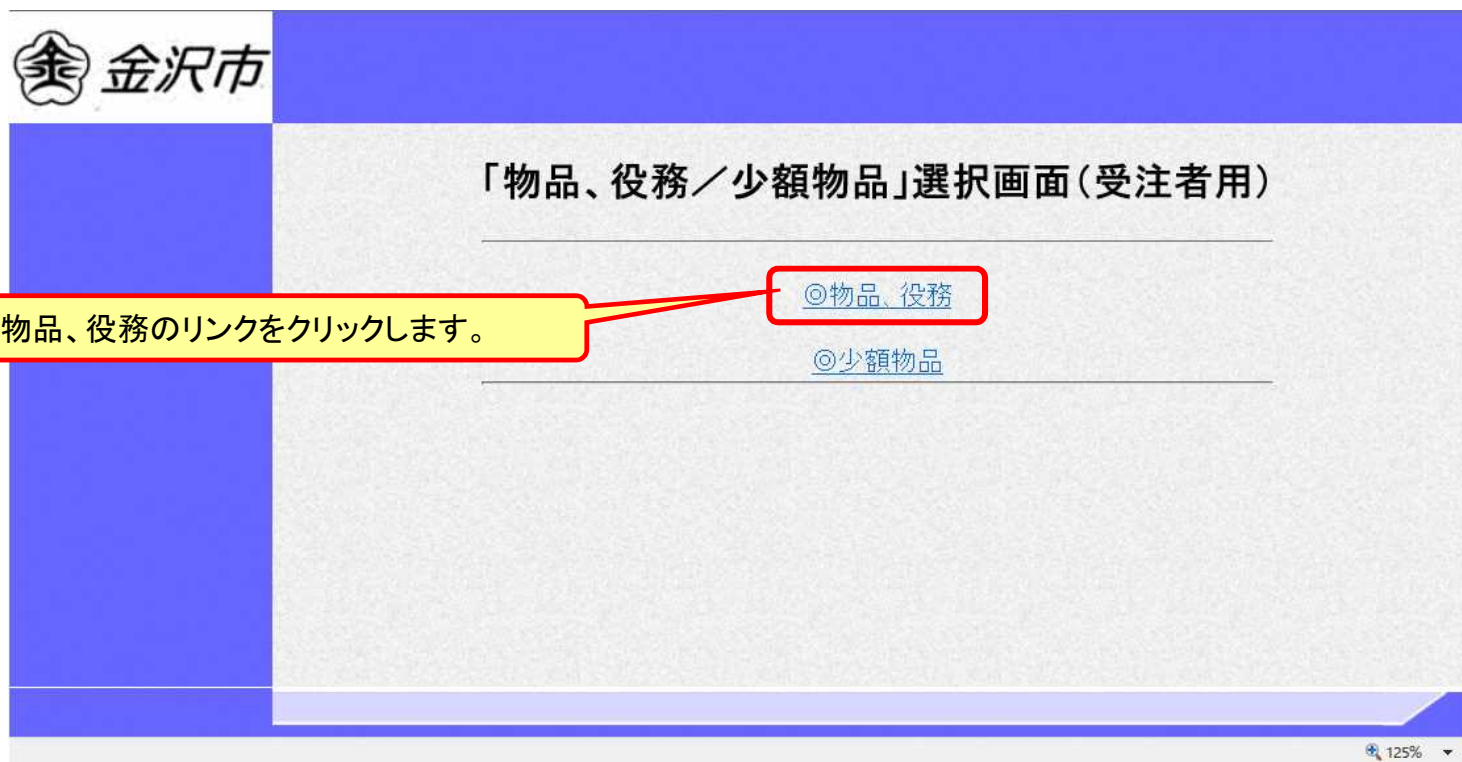 金沢市
「物品、役務／少額物品」選択画面(受注者用)
◎物品、役務
物品、役務のリンクをクリックします。
◎少額物品
125%